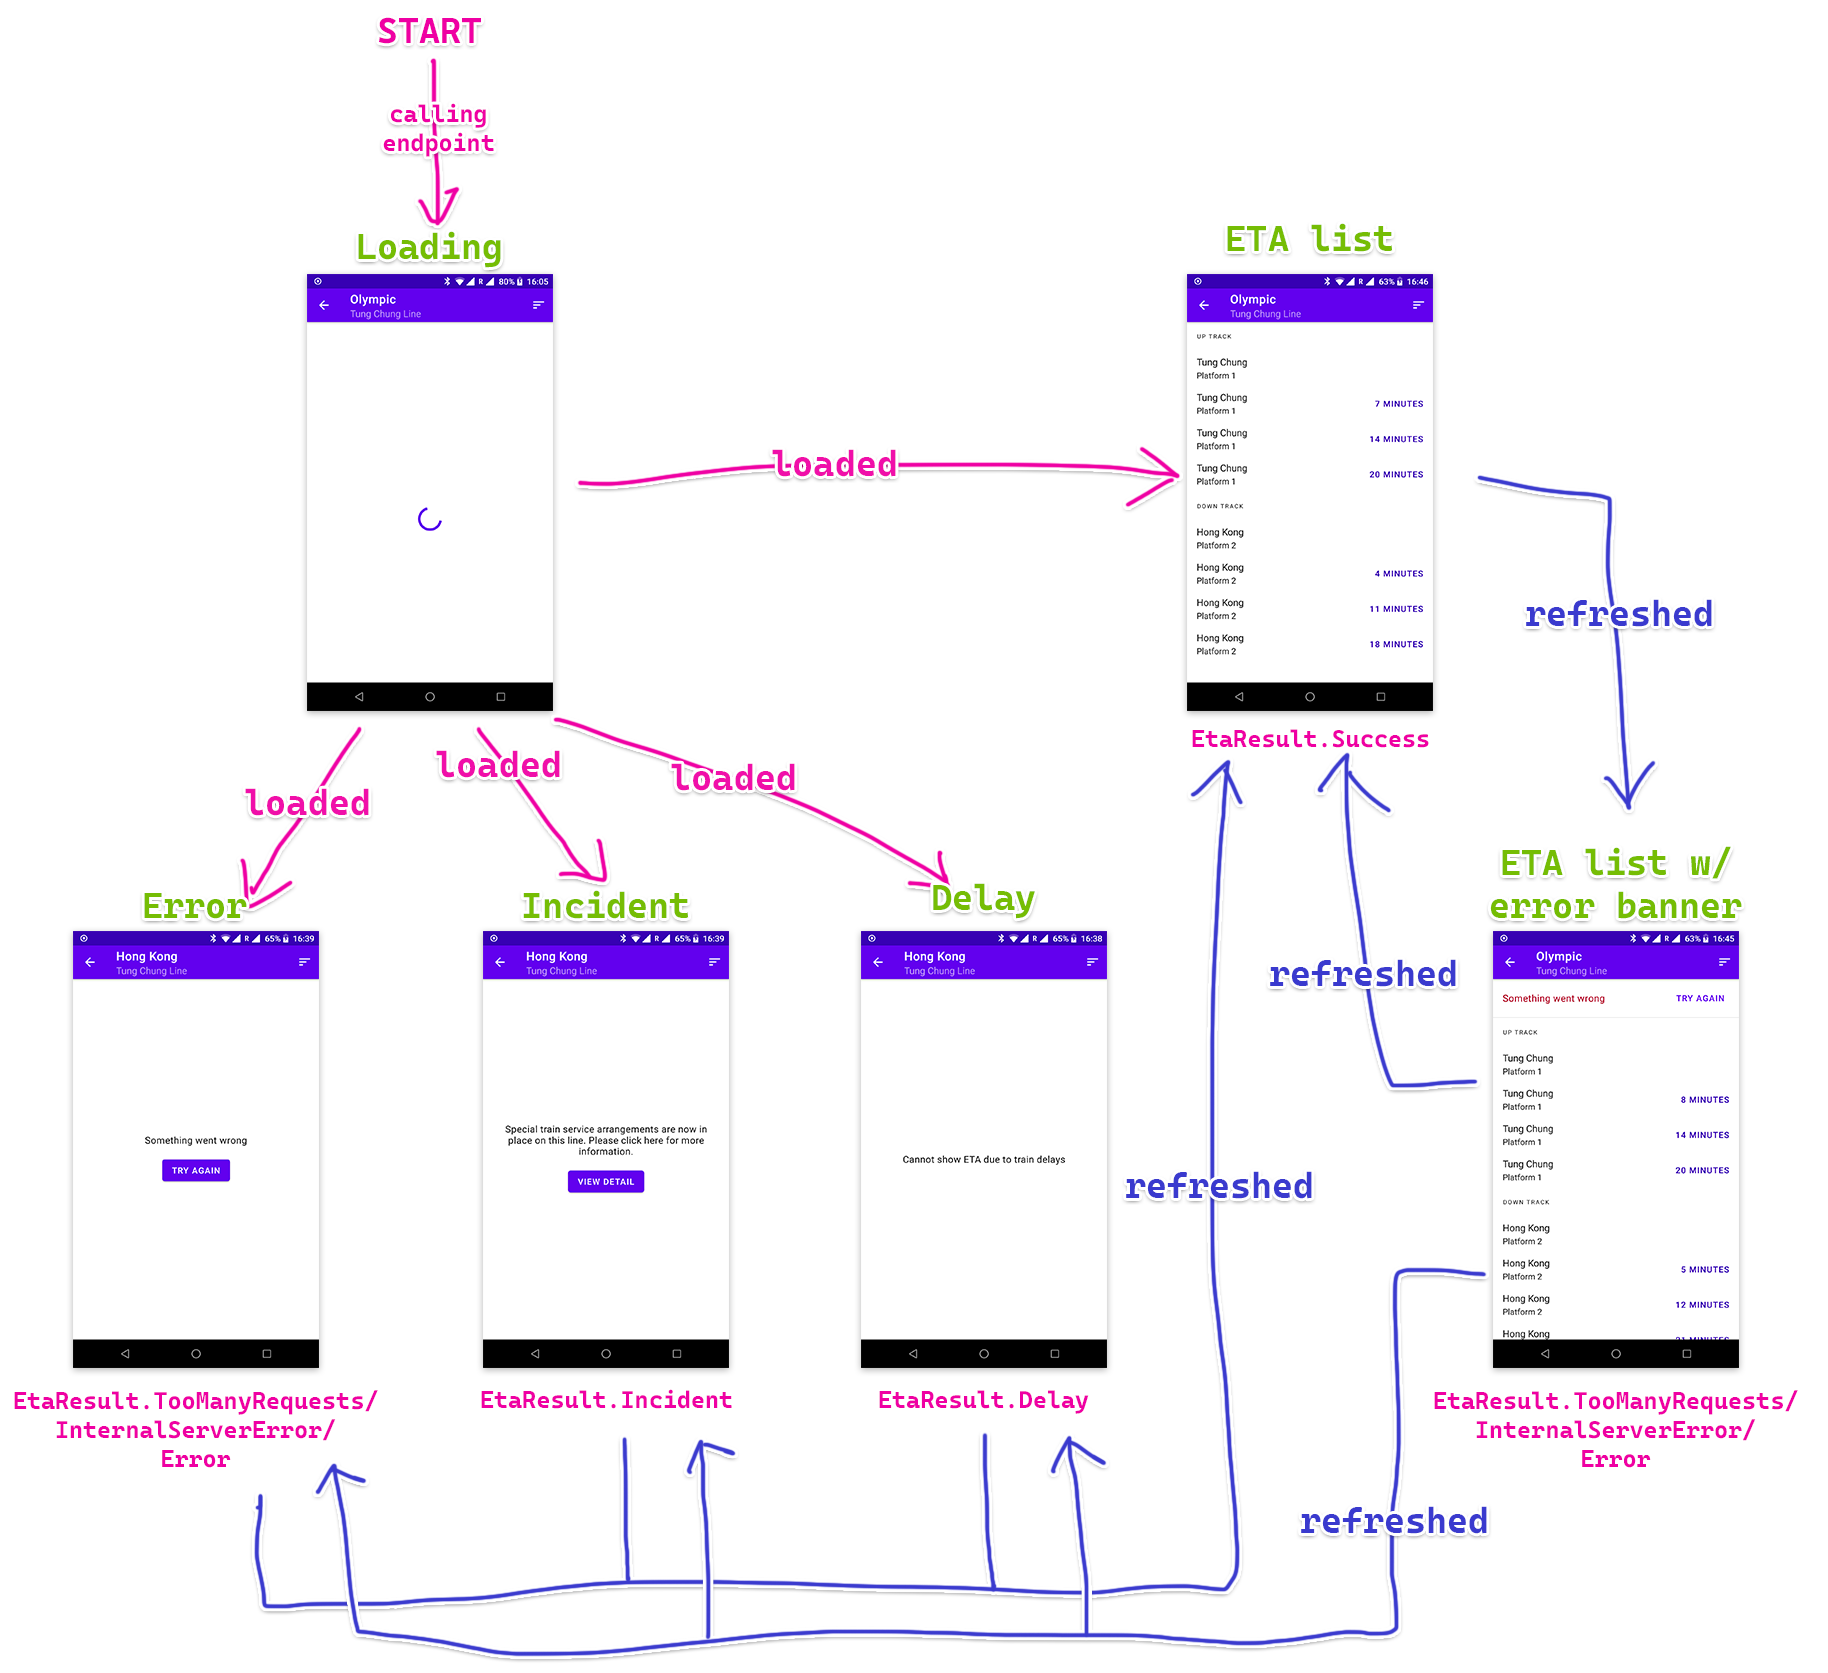 START
calling
endpoint
Loading
80% 16:05
Olympic
Tung Chung Line
loaded
ETA list
63% 16:46
Olympic
Tung Chung Line
UP TRACK
Tung Chung
Platform 1
Tung Chung
Platform 1
7 MINUTES
Tung Chung
Platform 1
14 MINUTES
Tung Chung
Platform 1
20 MINUTES
DOWN TRACK
Hong Kong
Platform 2
Hong Kong
Platform 2
4 MINUTES
Hong Kong
Platform 2
11 MINUTES
Hong Kong
Platform 2
18 MINUTES
EtaResult.Success
refreshed
loaded
loaded
loaded
Error
R 65% 16:39
Hong Kong
Tung Chung Line
Something went wrong
TRY AGAIN
EtaResult.TooManyRequests/
InternalServerError/
Error
Incident
R 65% 16:39
Hong Kong
Tung Chung Line
Special train service arrangements are now in
place on this line. Please click here for more
information.
VIEW DETAIL
EtaResult.Incident
Delay
R 65% 16:38
Hong Kong
Tung Chung Line
Cannot show ETA due to train delays
EtaResult.Delay
refreshed
refreshed
ETA list w/
error banner
R 63% 16:45
Olympic
Tung Chung Line
Something went wrong
TRY AGAIN
UP TRACK
Tung Chung
Platform 1
Tung Chung
Platform 1
8 MINUTES
Tung Chung
Platform 1
14 MINUTES
Tung Chung
Platform 1
20 MINUTES
DOWN TRACK
Hong Kong
Platform 2
Hong Kong
Platform 2
5 MINUTES
Hong Kong
Platform 2
12 MINUTES
Hong Kong
21 MINUTES
EtaResult.TooManyRequests/
InternalServerError/
Error
refreshed